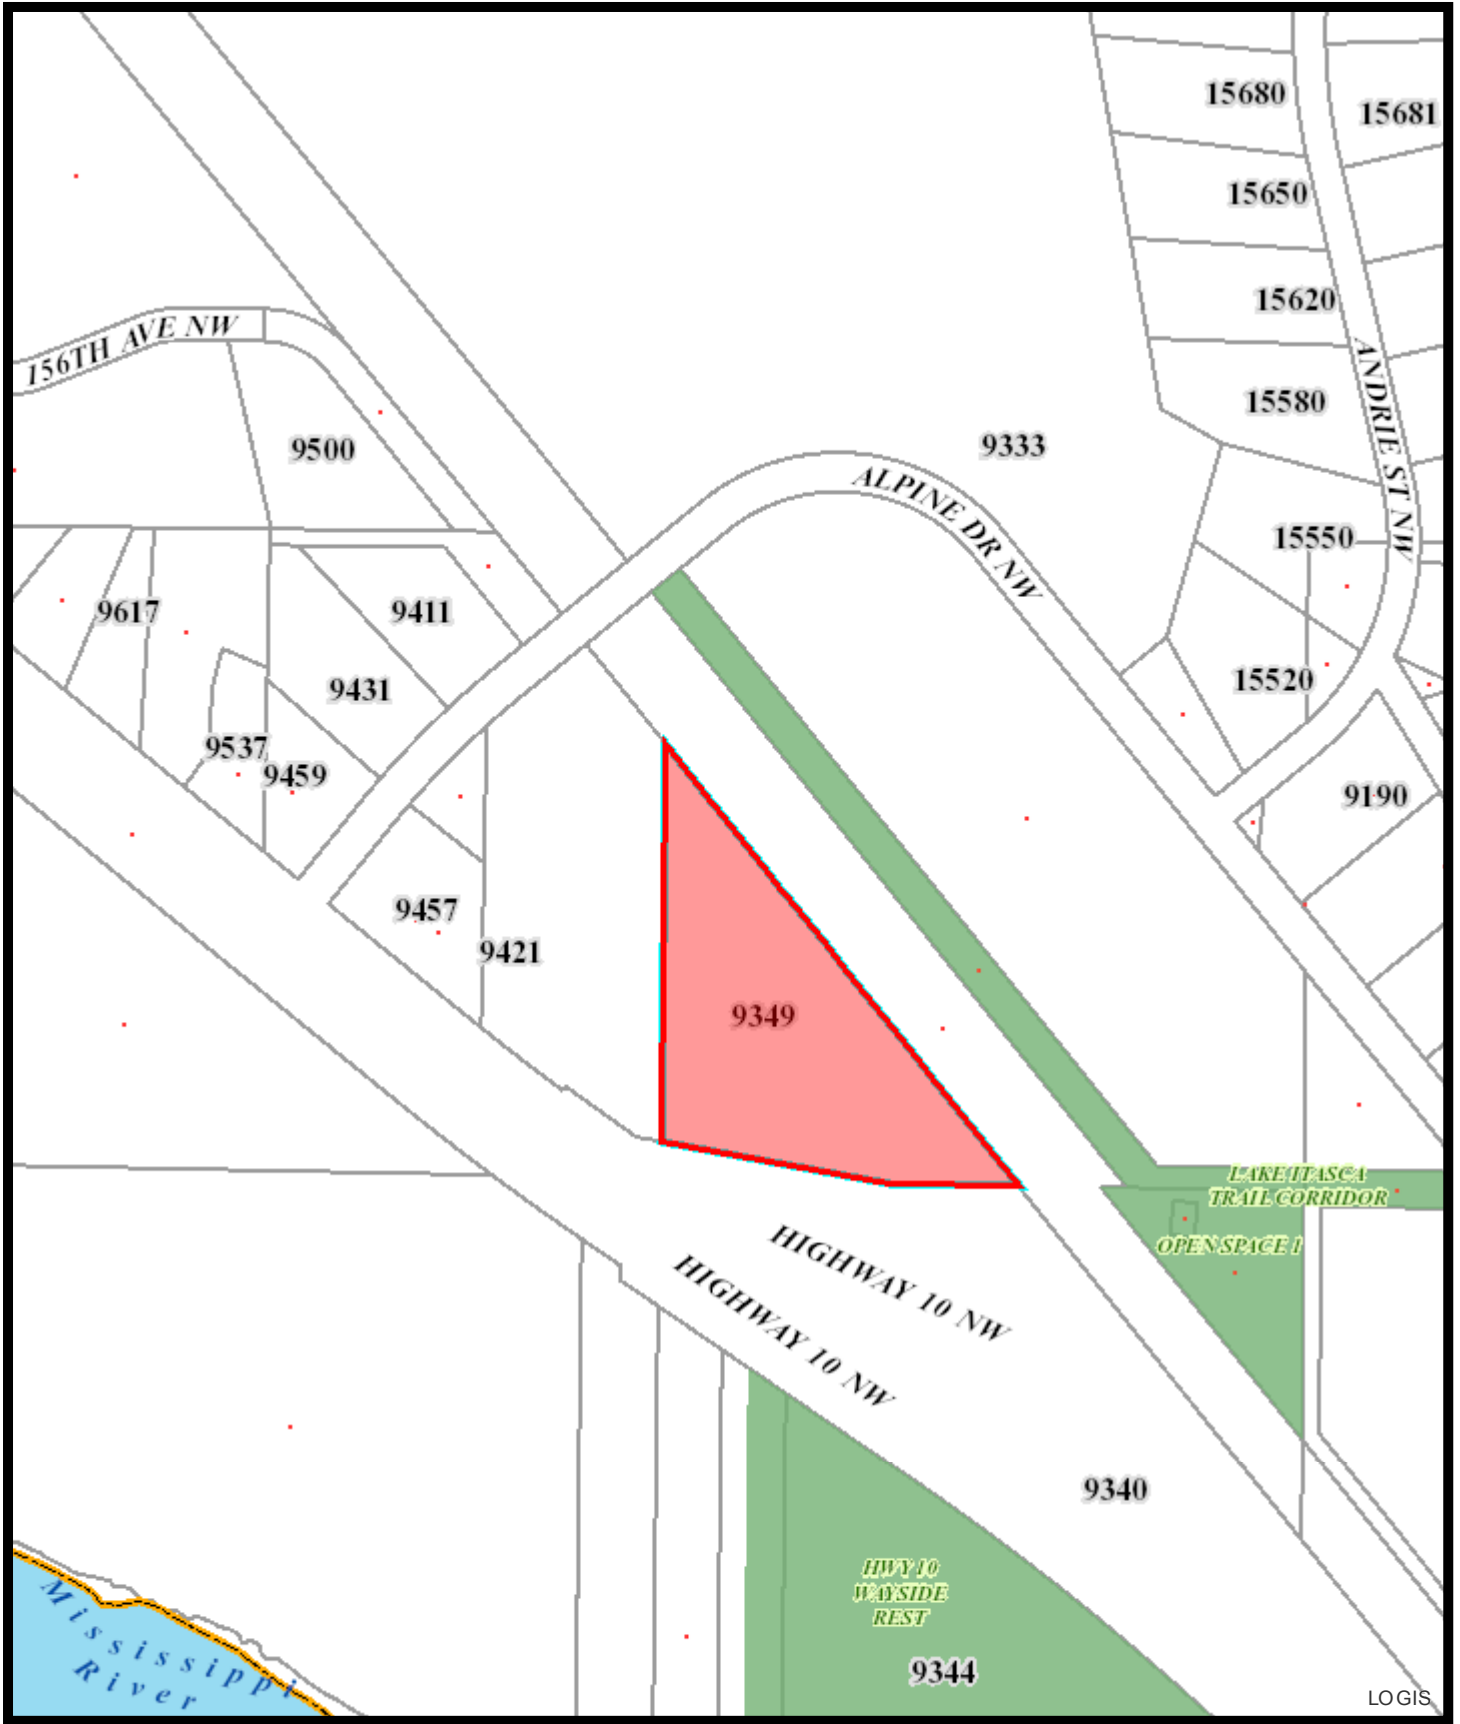 15680
15681
15650
15620
156TH AVE NW
ANDRIE ST NW
15580
9333
9500
ALPINE DR NW
15550
9617
9411
15520
9431
9537
9459
9190
9457
9421
9349
LAKE ITASCA
TRAIL CORRIDOR
OPEN SPACE 1
HIGHWAY 10 NW
HIGHWAY 10 NW
9340
HWY 10
WAYSIDE
REST
Mississippi
River
9344
LOGIS